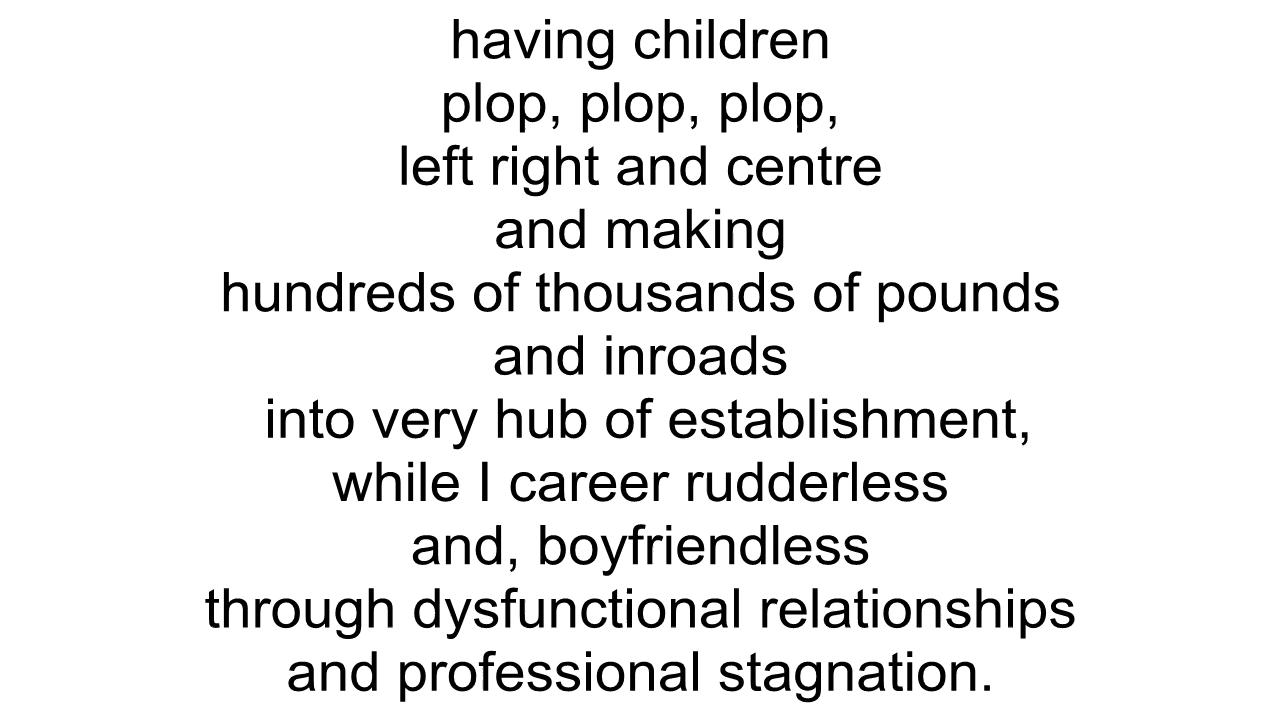 having children
plop, plop, plop,
left right and centre
and making
hundreds of thousands of pounds
and inroads
into very hub of establishment,
while I career rudderless
and, boyfriendless
through dysfunctional relationships
and professional stagnation.